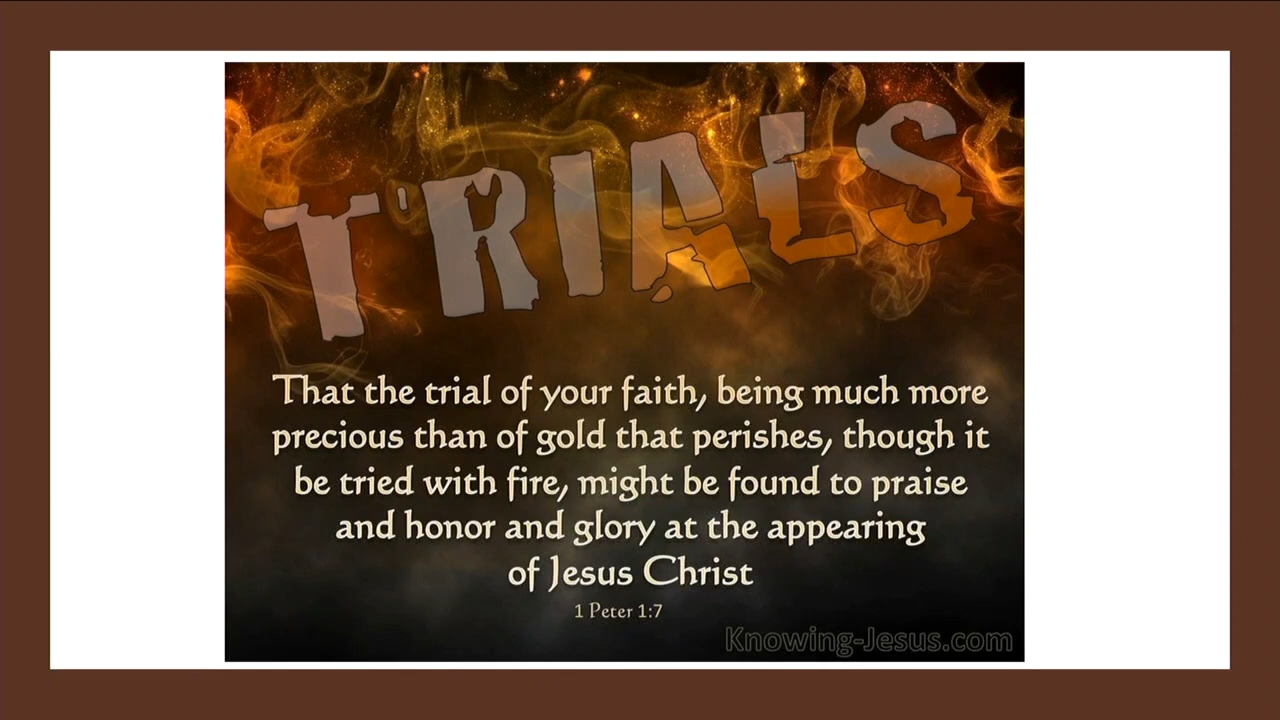 TRIALS
That the trial of your faith, being much more
precious than of gold that perishes, though it
be tried with fire, might be found to praise
and honor and glory at the appearing
of Jesus Christ
1 Peter 1:7
Knowing-Jesus.com